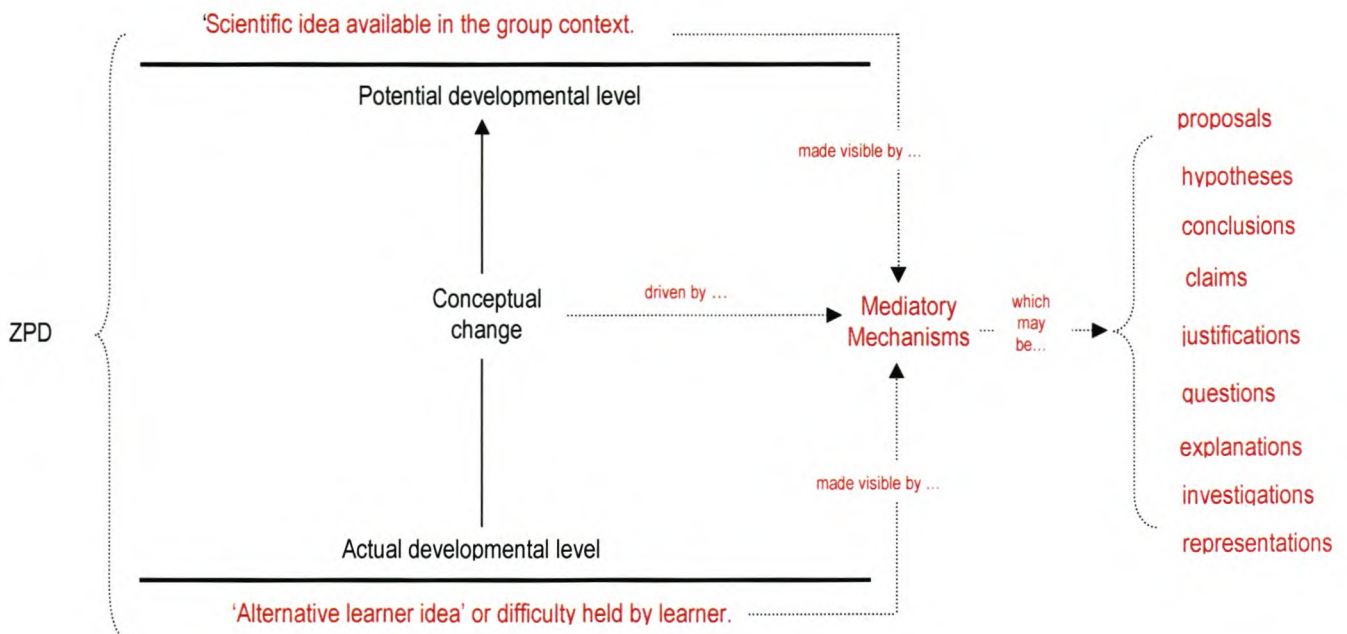 'Scientific idea available in the group context.
Potential developmental level
made visible by ...
proposals
hypotheses
conclusions
claims
justifications
questions
explanations
investigations
representations
ZPD
Conceptual
change
driven by ...
Mediatory
Mechanisms
which
may
be...
made visible by ...
Actual developmental level
'Alternative learner idea' or difficulty held by learner.